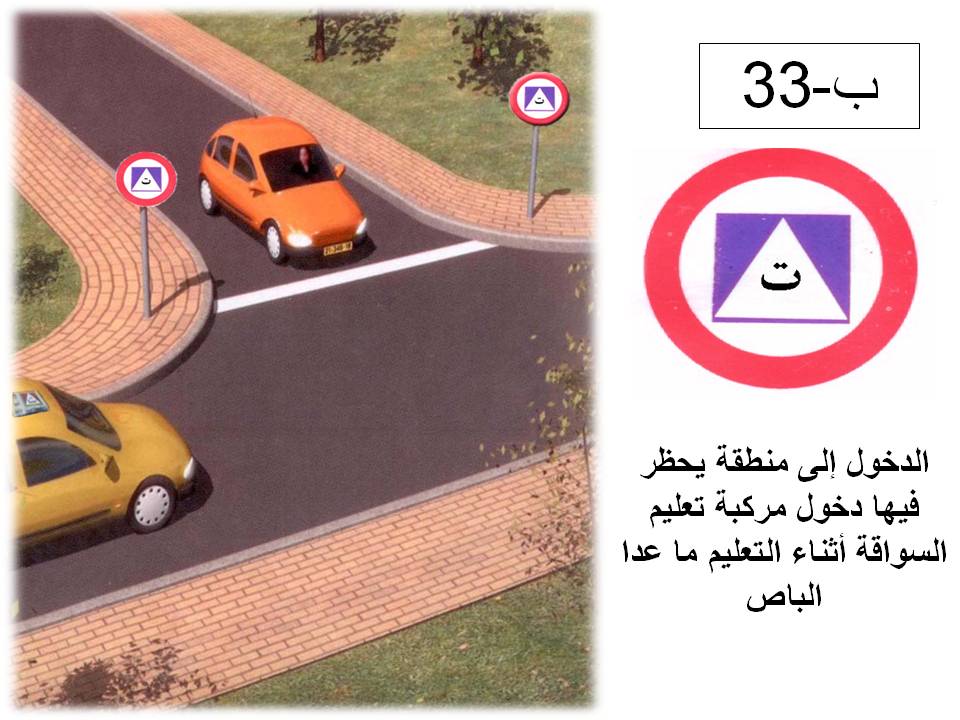 ب-33
ت
الدخول إلى منطقة يحظر
فيها دخول مركبة تعليم
السواقة أثناء التعليم ما عدا
الباص
ت
ت
ت